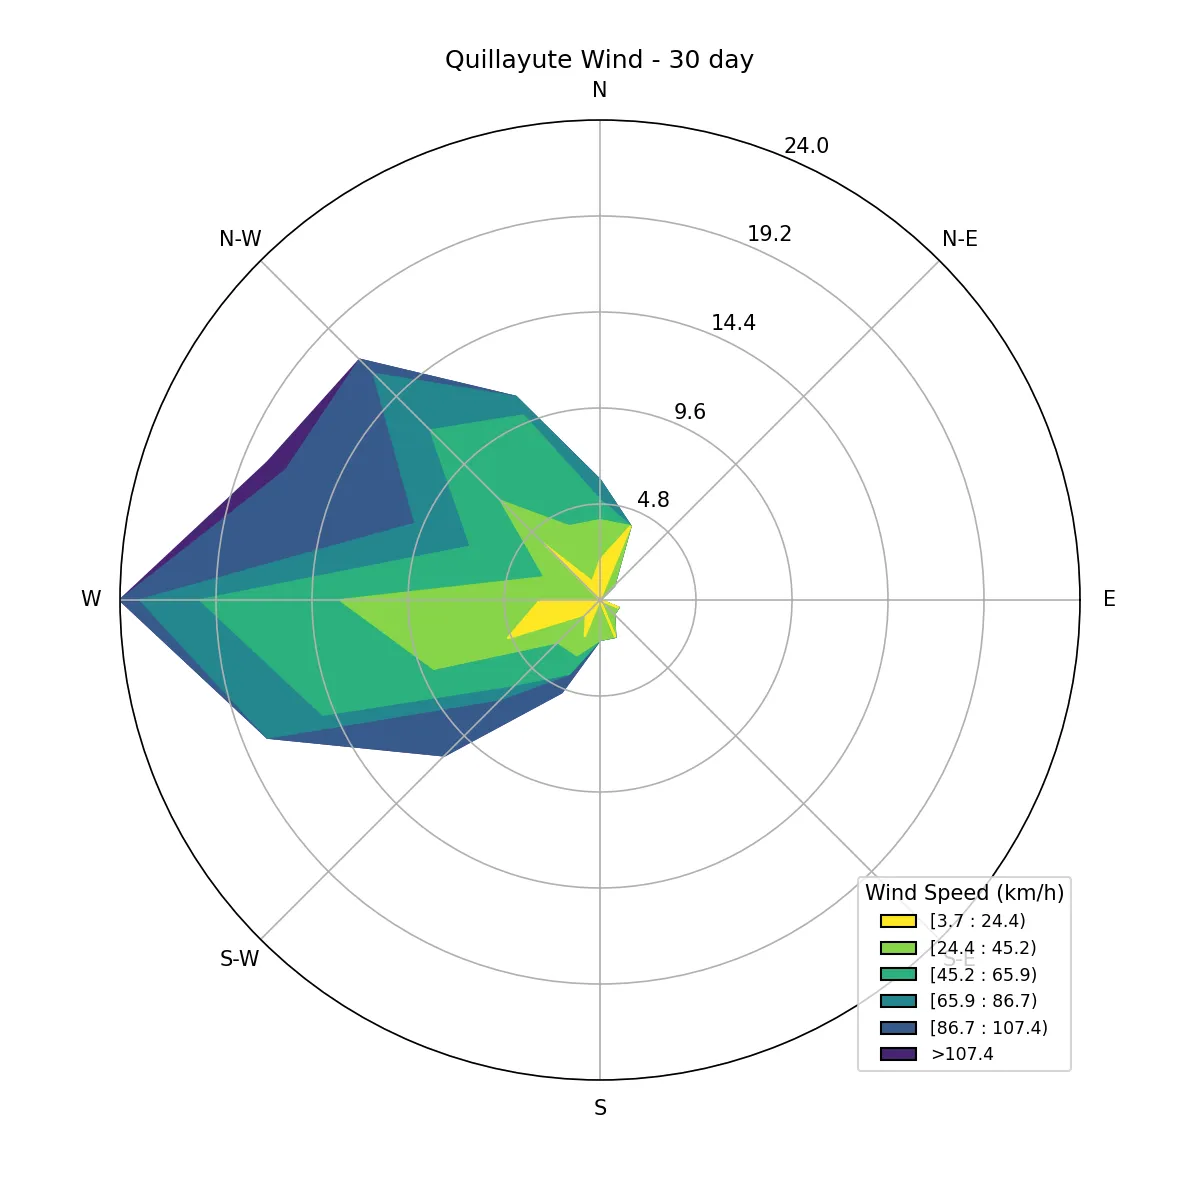 Quillayute Wind - 30 day
N
24.0
N-W
19.2
N-E
14.4
9.6
4.8
W
E
S-W
S-E
S
Wind Speed (km/h)
[3.7 : 24.4)
[24.4 : 45.2)
[45.2 : 65.9)
[65.9 : 86.7)
[86.7 : 107.4)
>107.4